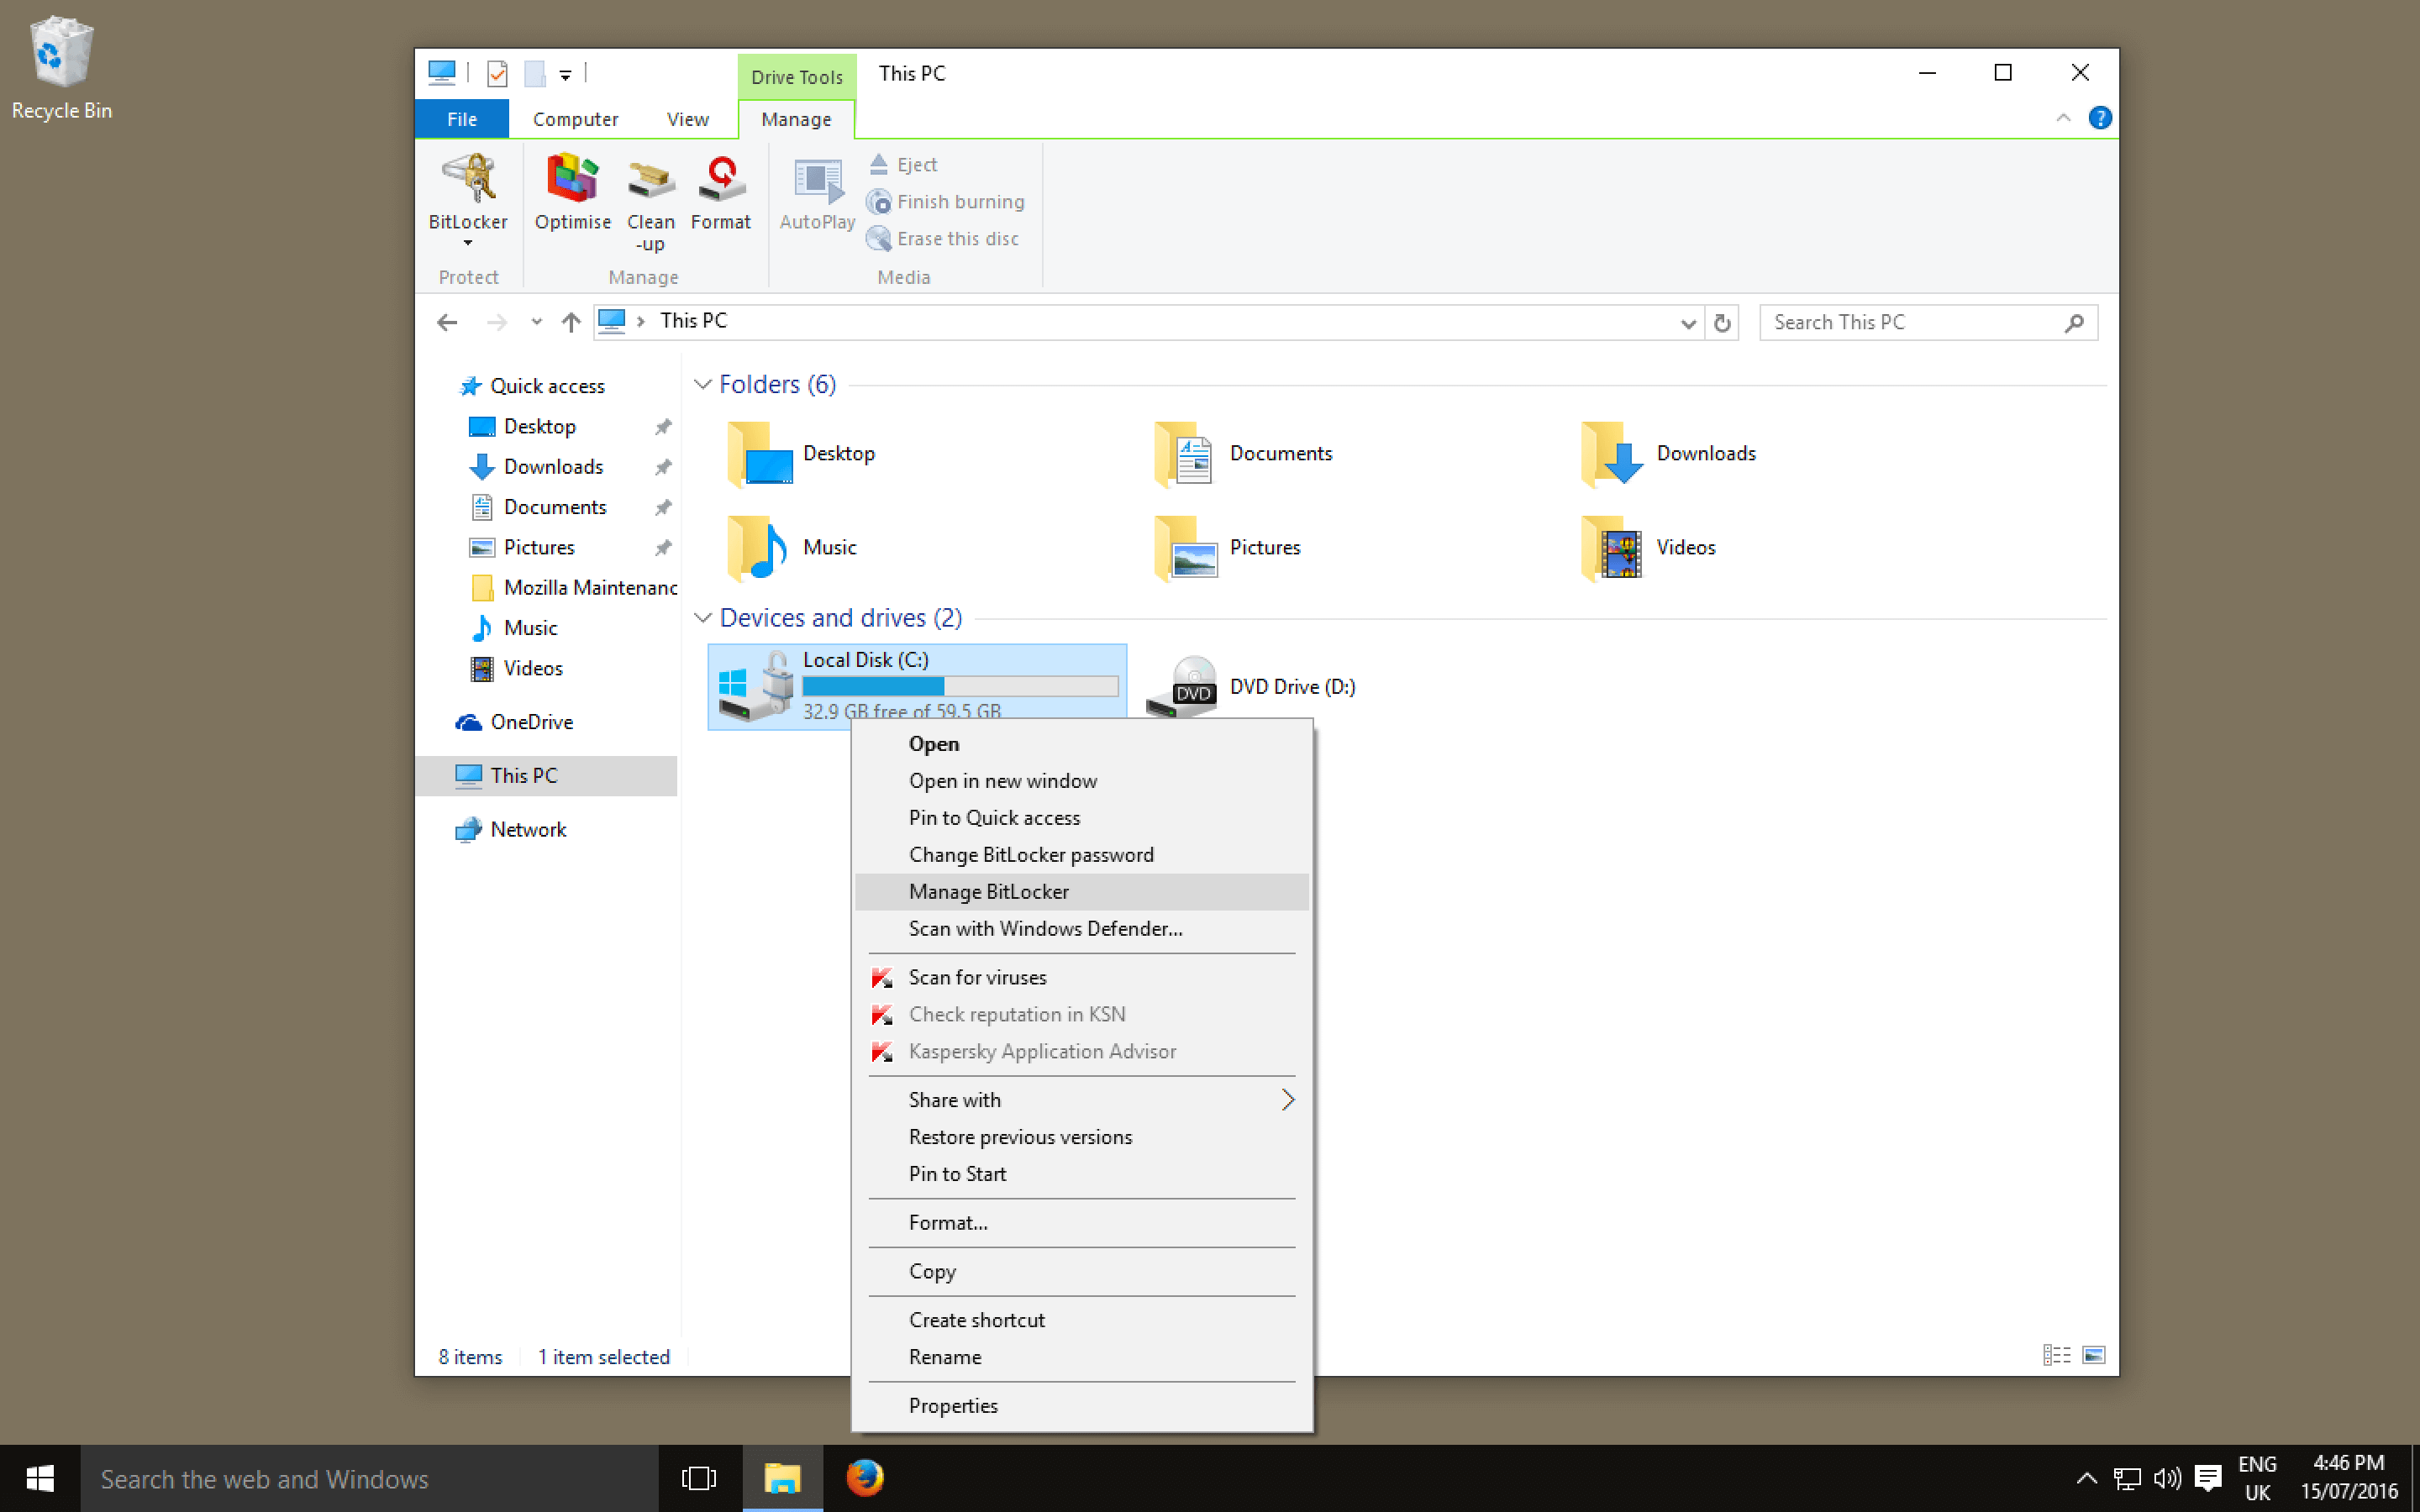 Recycle Bin
Drive Tools
This PC
File
Computer
View
Manage
?
BitLocker
Optimise
Clean
-up
Format
AutoPlay
Eject
Finish burning
Erase this disc
Protect
Manage
Media
This PC
Search This PC
Quick access
Desktop
Downloads
Documents
Pictures
Mozilla Maintenanc
Music
Videos
OneDrive
This PC
Network
Folders (6)
Desktop
Documents
Downloads
Music
Pictures
Videos
Devices and drives (2)
Local Disk (C:)
32.9 GB free of 59.5 GB
DVD
DVD Drive (D:)
Open
Open in new window
Pin to Quick access
Change BitLocker password
Manage BitLocker
Scan with Windows Defender...
Scan for viruses
Check reputation in KSN
Kaspersky Application Advisor
Share with
Restore previous versions
Pin to Start
Format...
Copy
Create shortcut
Rename
Properties
8 items
1 item selected
Search the web and Windows
ENG
UK
4:46 PM
15/07/2016